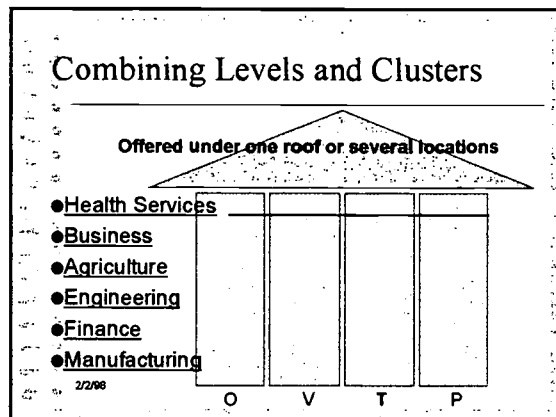 Combining Levels and Clusters
Offered under one roof or several locations
●Health Services
●Business
●Agriculture
●Engineering
●Finance
●Manufacturing
2/2/98
O V T P